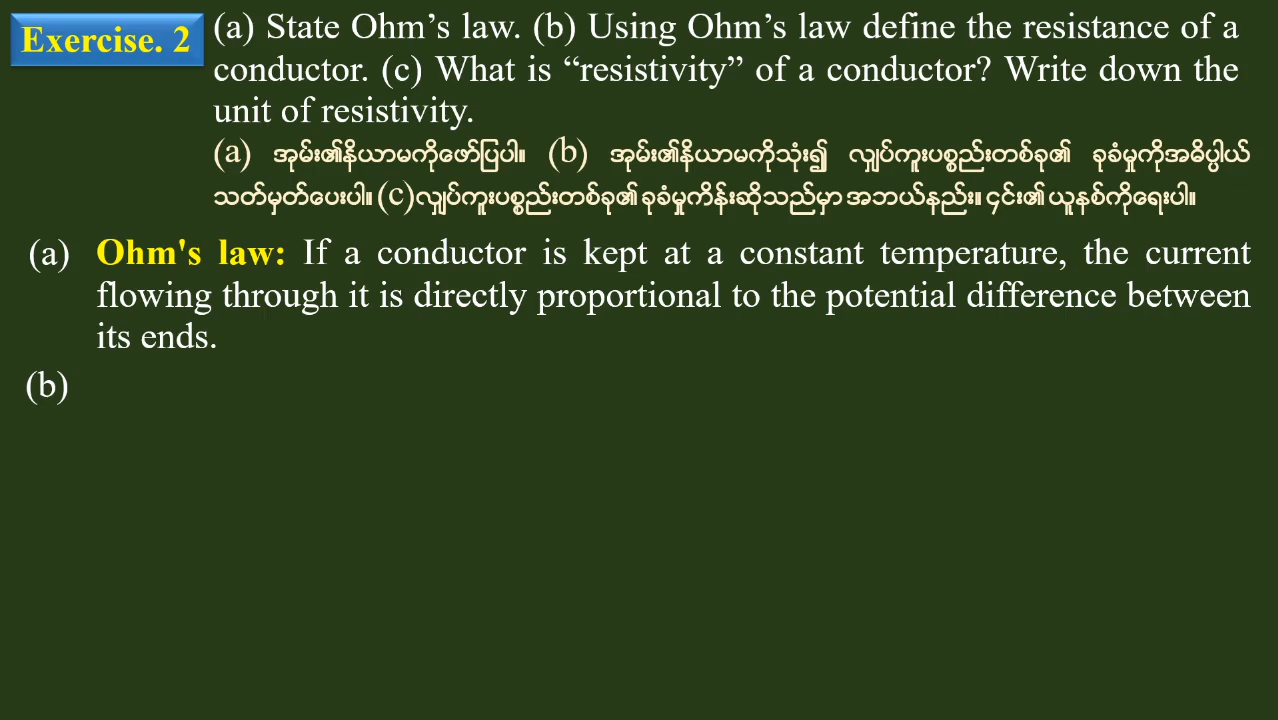 Exercise. 2
(a) State Ohm’s law. (b) Using Ohm’s law define the resistance of a
conductor. (c) What is “resistivity” of a conductor? Write down the
unit of resistivity.
(a) အုမ်း၏နိယာမကိုဖော်ပြပါ။ (b) အုမ်း၏နိယာမကိုသုံး၍ လျှပ်ကူးပစ္စည်းတစ်ခု၏ ခုခံမှုကိုအဓိပ္ပါယ်
သတ်မှတ်ပေးပါ။ (c)လျှပ်ကူးပစ္စည်းတစ်ခု၏ ခုခံမှုကိန်းဆိုသည်မှာ အဘယ်နည်း။ ၄င်း၏ ယူနစ်ကိုရေးပါ။
(a) Ohm's law: If a conductor is kept at a constant temperature, the current
flowing through it is directly proportional to the potential difference between
its ends.
(b)